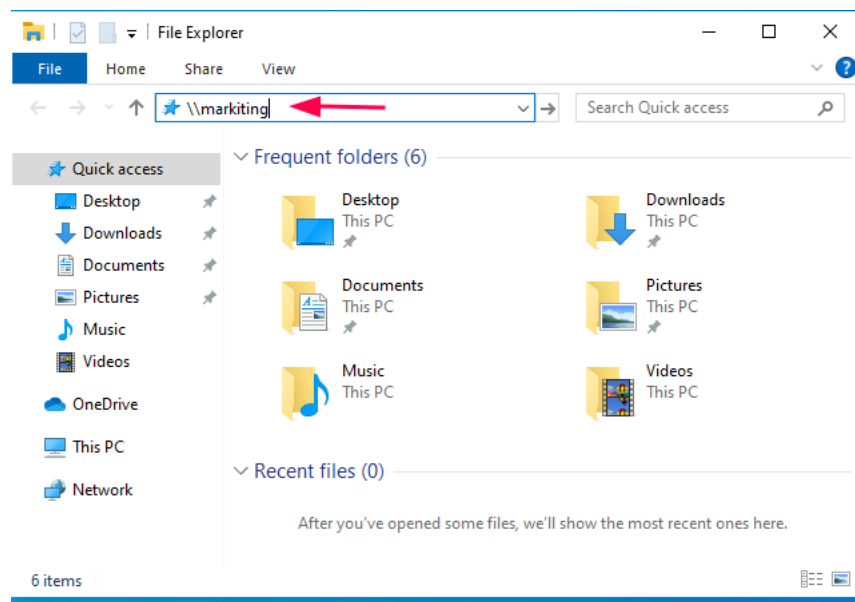 File Explorer
File Home Share View
\\markiting
Search Quick access
Quick access
Desktop
Downloads
Documents
Pictures
Music
Videos
OneDrive
This PC
Network
Frequent folders (6)
Desktop
This PC
Downloads
This PC
Documents
This PC
Pictures
This PC
Music
This PC
Videos
This PC
Recent files (0)
After you've opened some files, we'll show the most recent ones here.
6 items